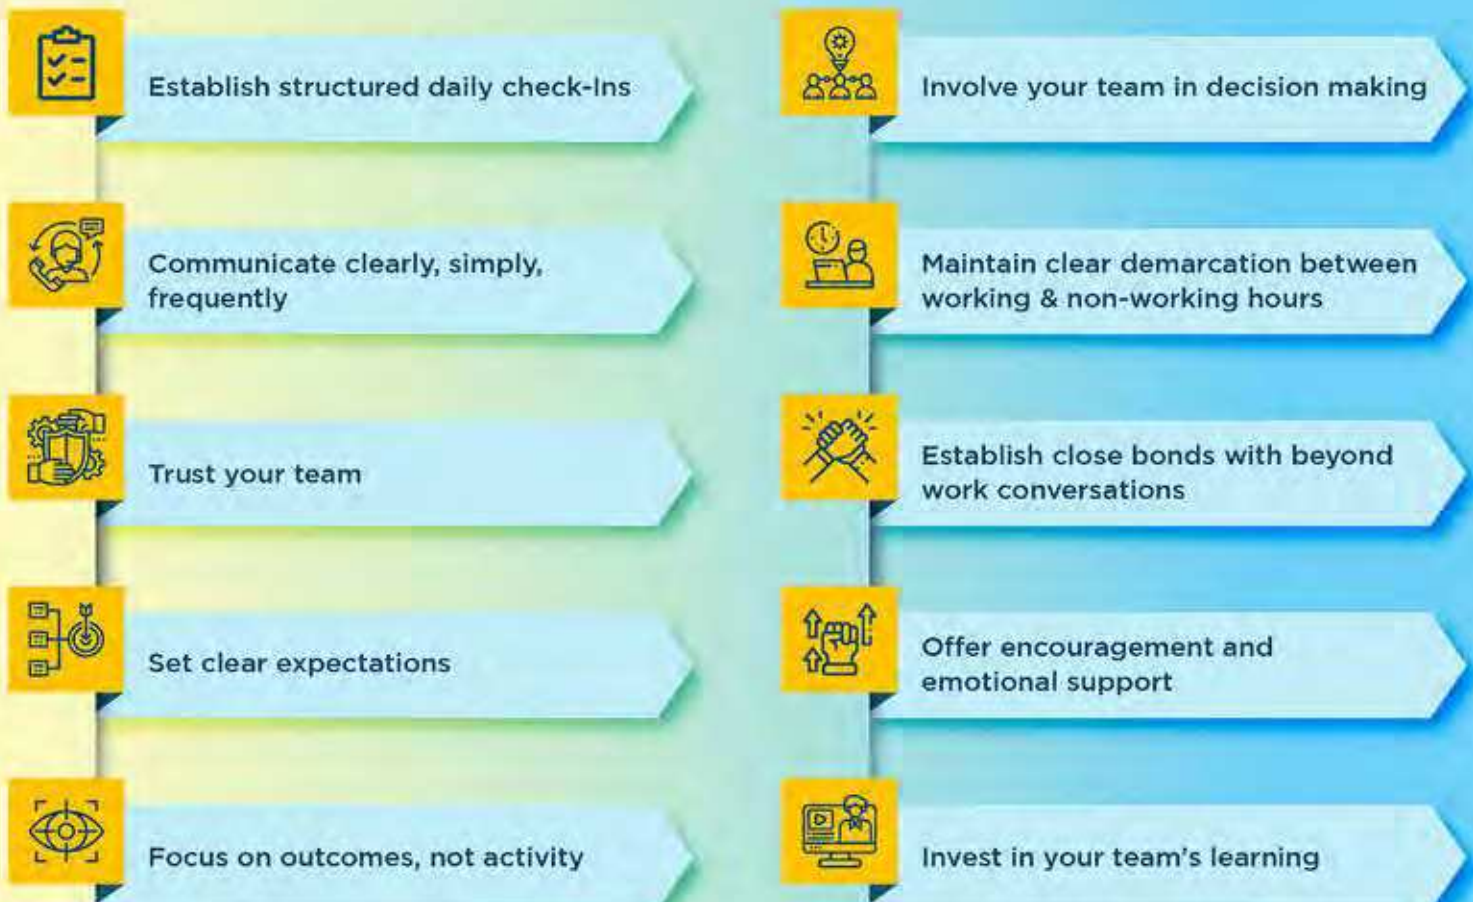 Establish structured daily check-Ins
Communicate clearly, simply,
frequently
Trust your team
Set clear expectations
Focus on outcomes, not activity
Involve your team in decision making
Maintain clear demarcation between
working & non-working hours
Establish close bonds with beyond
work conversations
Offer encouragement and
emotional support
Invest in your team's learning